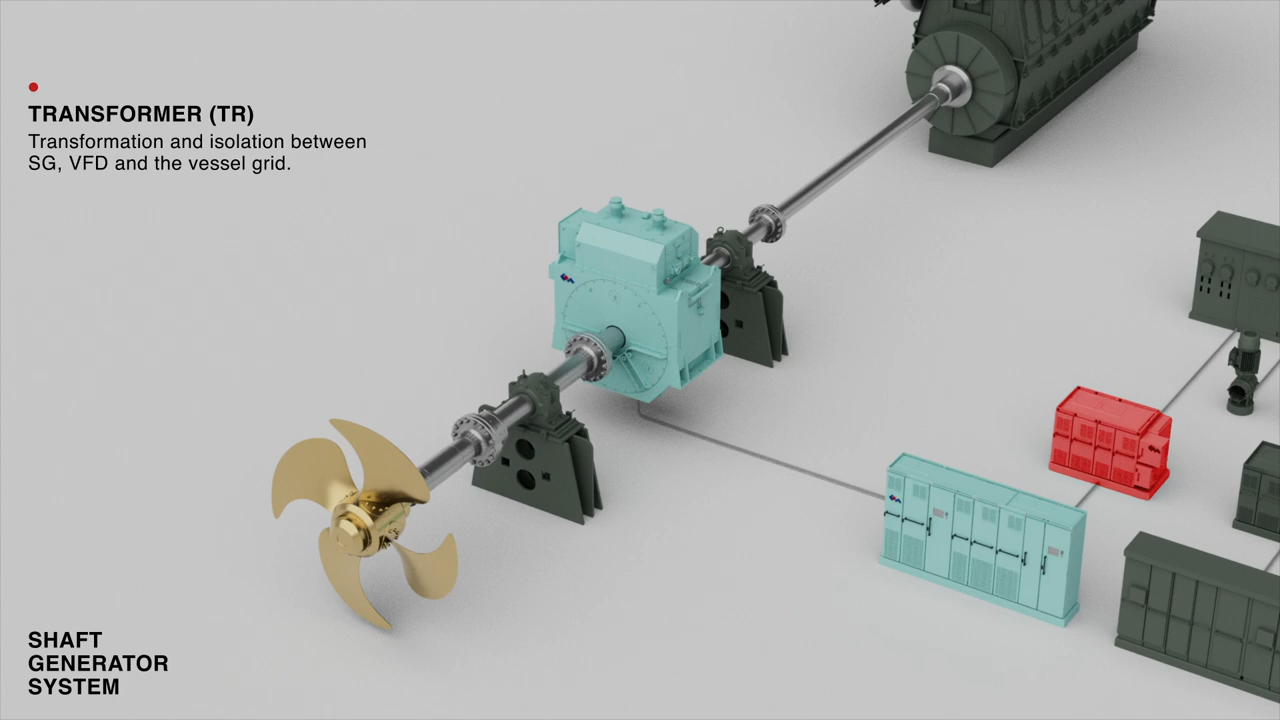 TRANSFORMER (TR)
Transformation and isolation between
SG, VFD and the vessel grid.
SHAFT
GENERATOR
SYSTEM